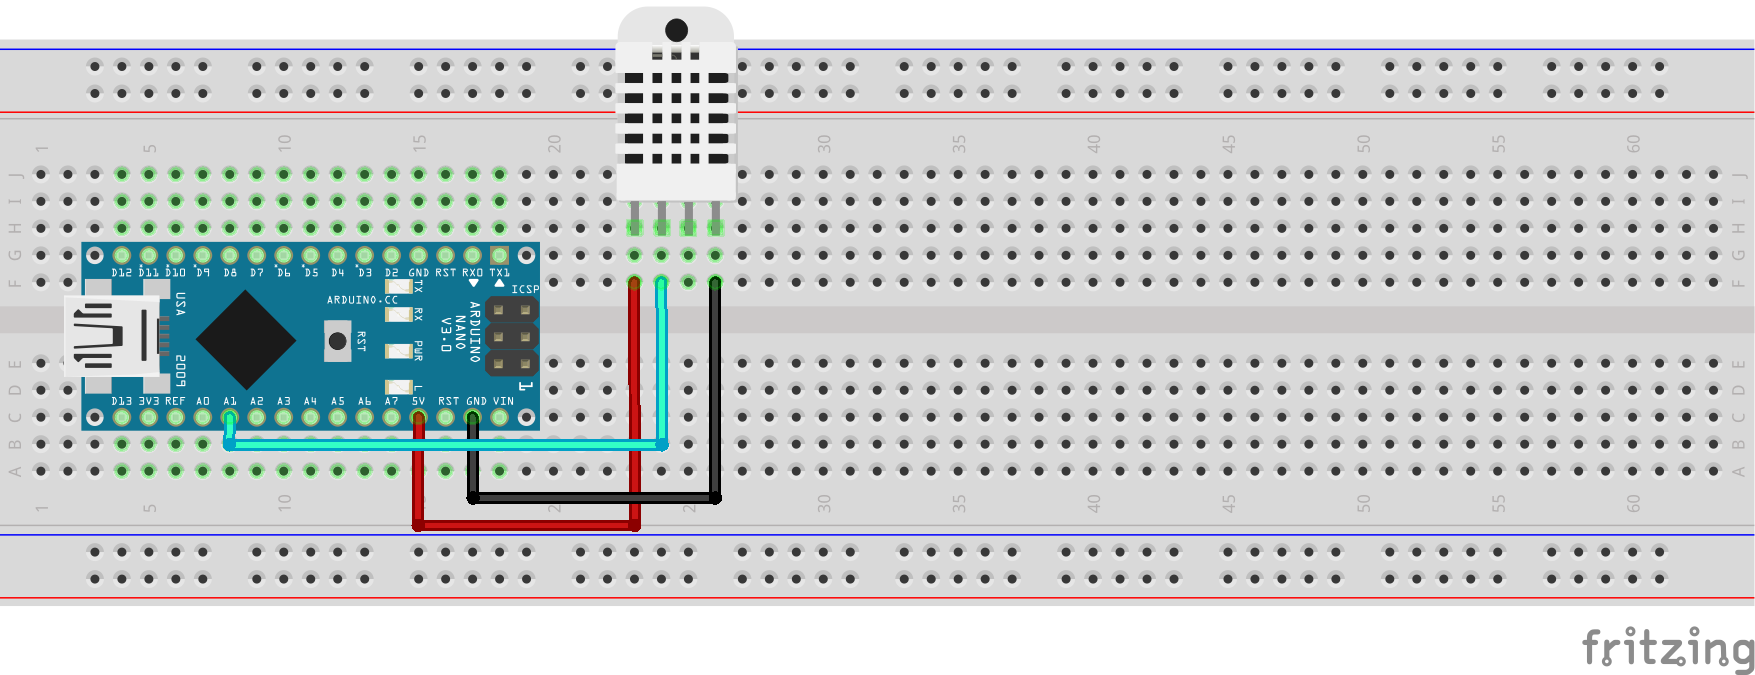 1 5 10 15 20 30 35 40 45 50 55 60
J J
I I
H H
G G
F F
D12 D11 D10 D9 D8 D7 D6 D5 D4 D3 D2 GND RST RX0 TX1
ICSP
ARDUINO.CC
USA
TX
RX
RST
PWR
L
ARDUINO
NANO
V3.0
2009
1
D13 3V3 REF A0 A1 A2 A3 A4 A5 A6 A7 5V RST GND VIN
E E
D D
C C
B B
A A
1 5 10 20 30 35 40 45 50 55 60
fritzing